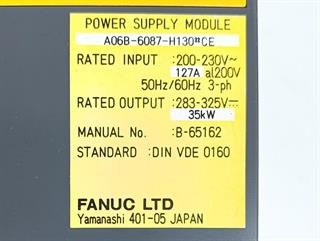 POWER SUPPLY MODULE
A06B-6087-H130#CE
RATED INPUT :200-230V~
127A at200V
50Hz/60Hz 3-ph
RATED OUTPUT :283-325V⎓
35kW
MANUAL No. :B-65162
STANDARD :DIN VDE 0160
FANUC LTD
Yamanashi 401-05 JAPAN